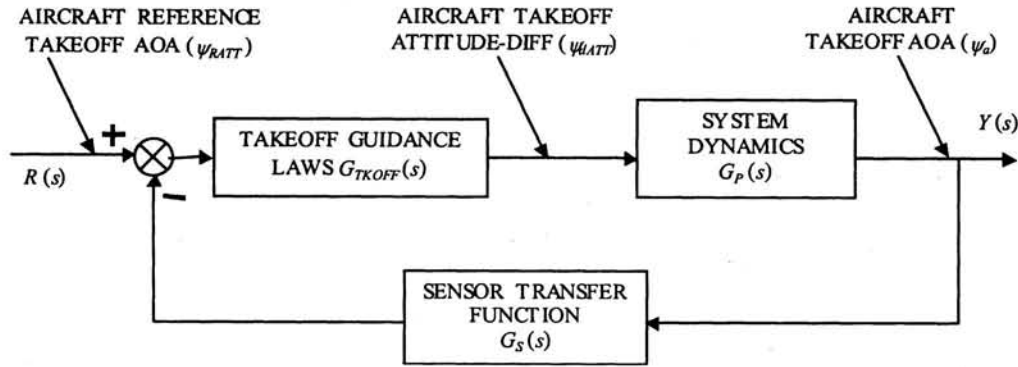 AIRCRAFT REFERENCE
TAKEOFF AOA (ψRATT)
AIRCRAFT TAKEOFF
ATTITUDE-DIFF (ψdATT)
AIRCRAFT
TAKEOFF AOA (ψa)
+
R(s)
−
TAKEOFF GUIDANCE
LAWS GTKOFF(s)
SYSTEM
DYNAMICS
GP(s)
Y(s)
SENSOR TRANSFER
FUNCTION
GS(s)